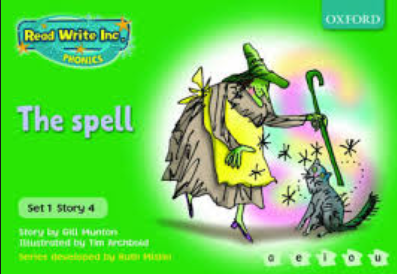 OXFORD
Read Write Inc.
PHONICS
The spell
Set 1 Story 4
Story by Gill Munton
Illustrated by Tim Archbold
Series developed by Ruth Miskin
a e i o u